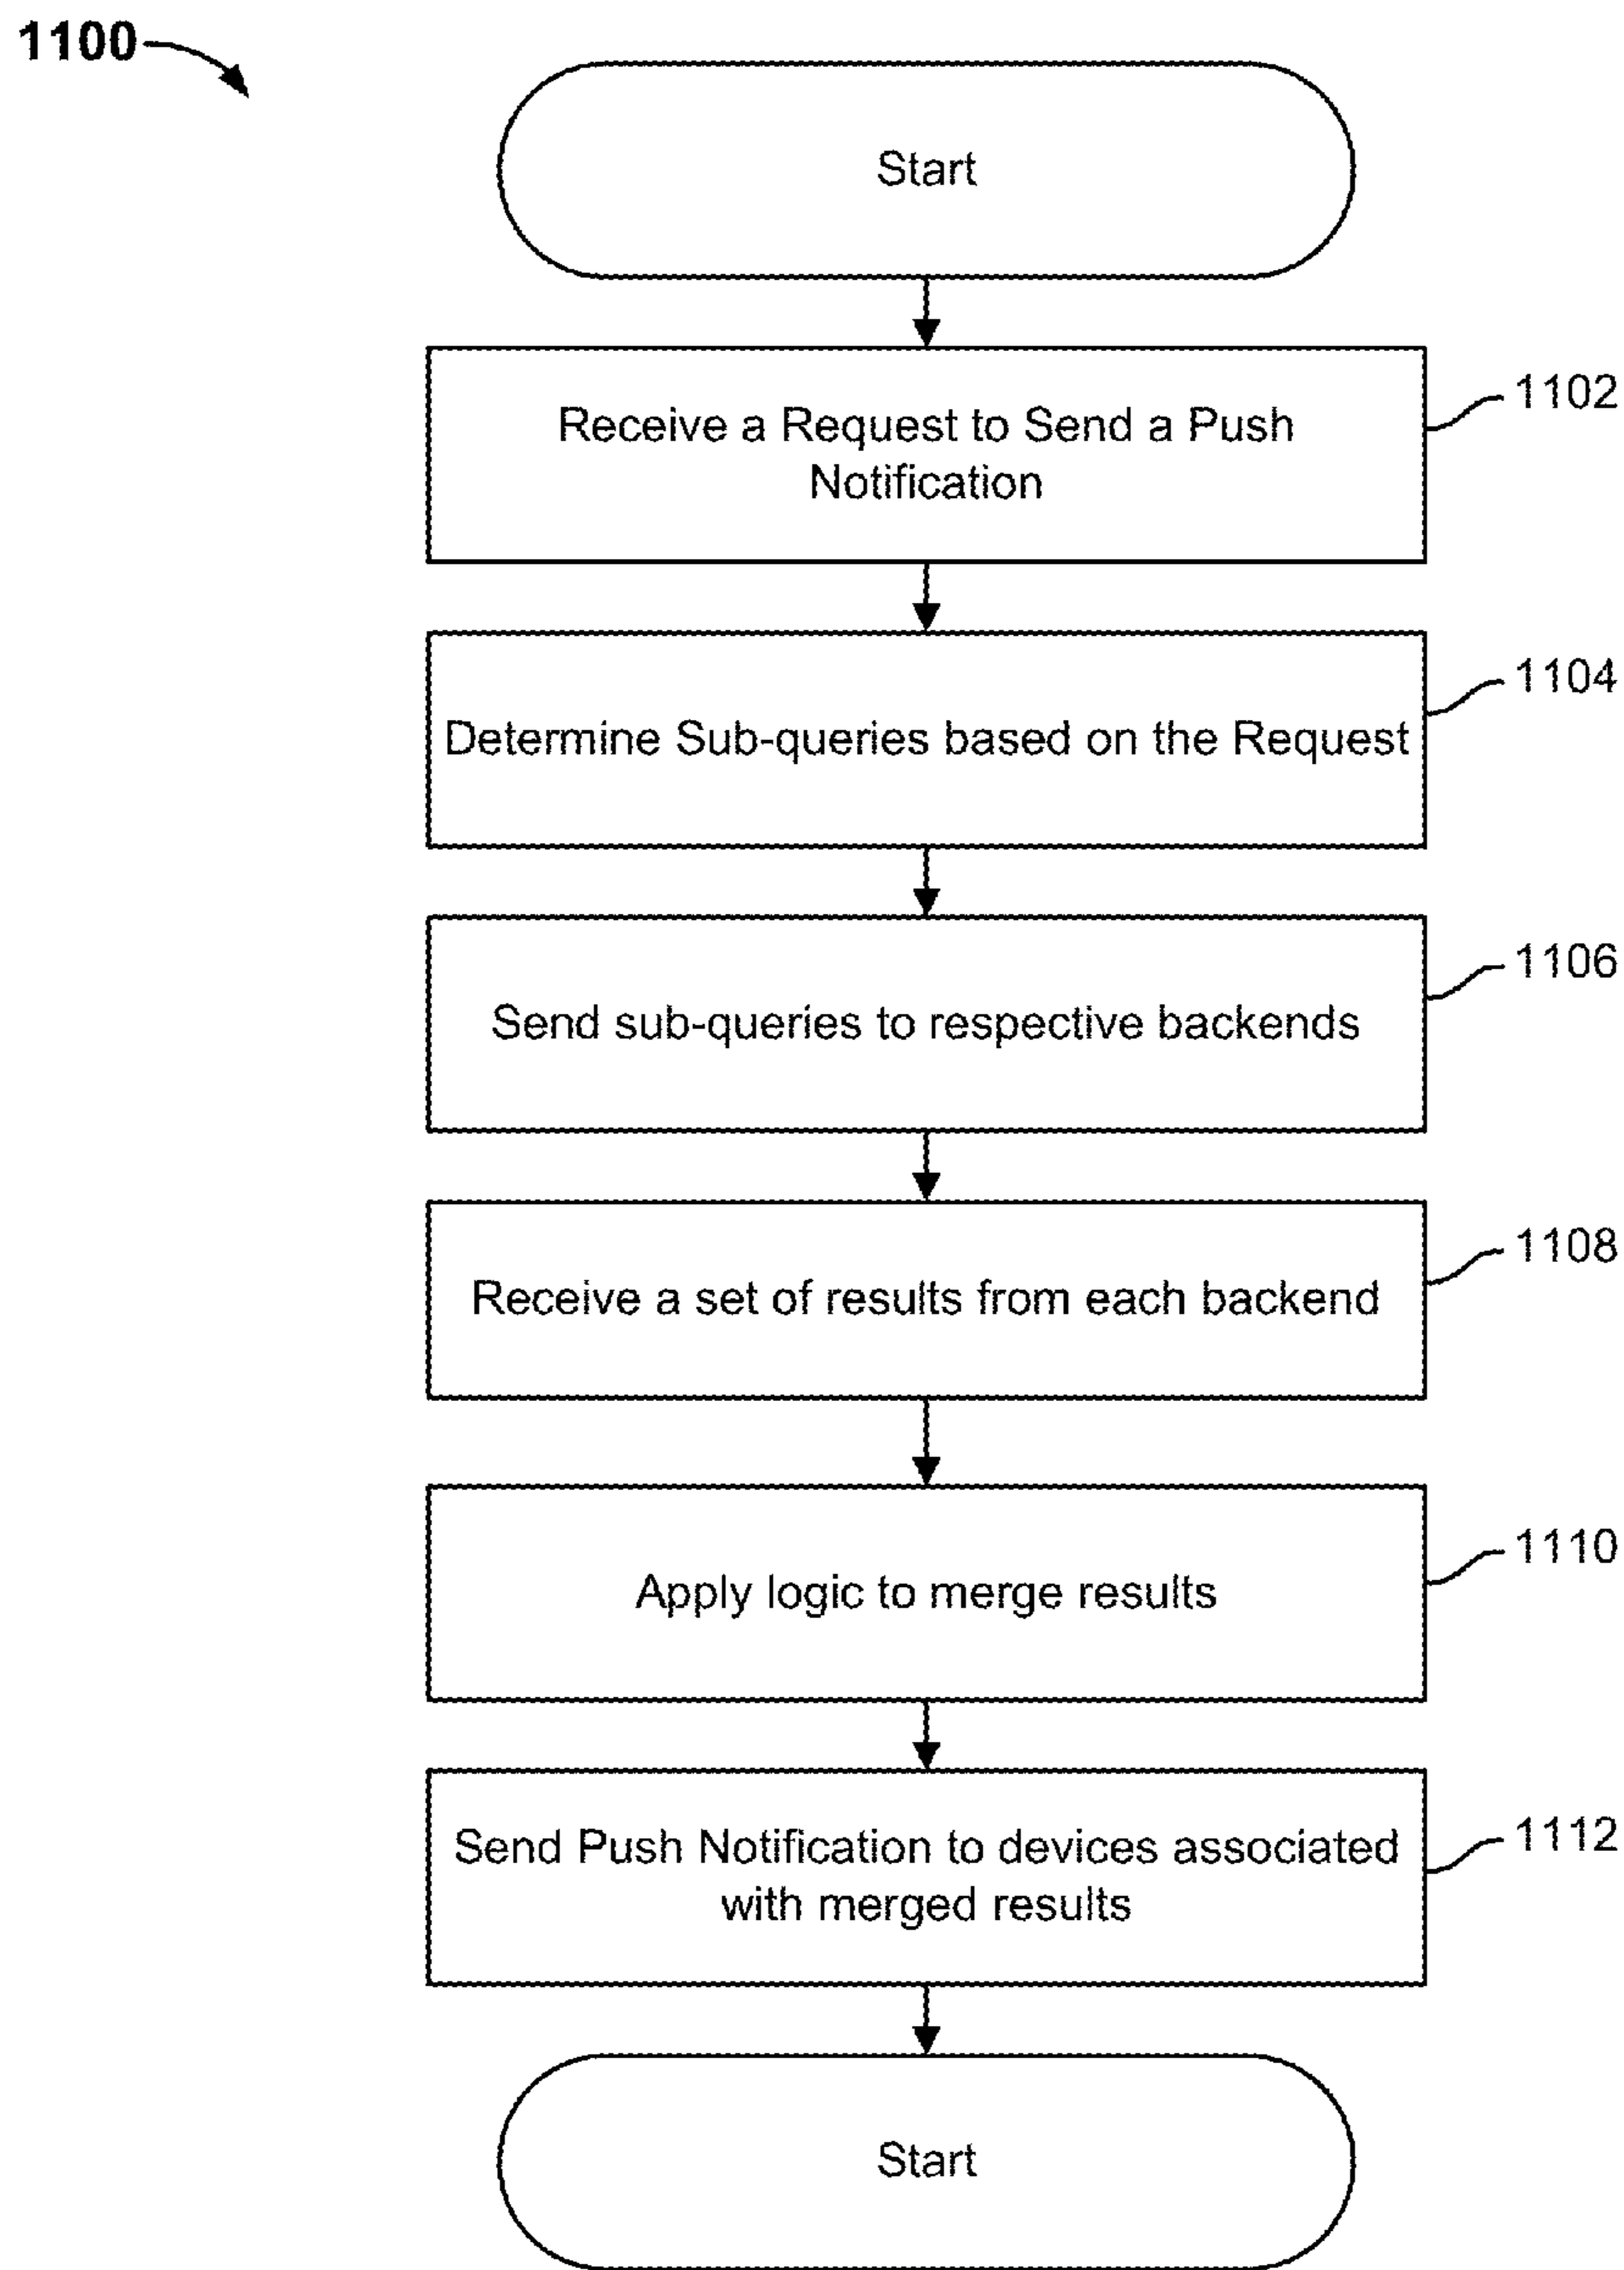 1100
Start
Receive a Request to Send a Push
Notification
1102
Determine Sub-queries based on the Request
1104
Send sub-queries to respective backends
1106
Receive a set of results from each backend
1108
Apply logic to merge results
1110
Send Push Notification to devices associated
with merged results
1112
Start